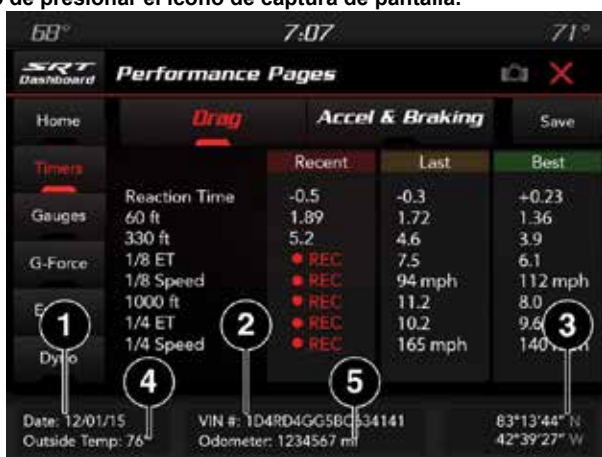 o de presionar el icono de captura de pantalla.
68° 7:07 71°
SRT Performance Pages
Dashboard
Home Drag Accel & Braking Save
Timers Recent Last Best
Reaction Time -0.5 -0.3 +0.23
Gauges 60 ft 1.89 1.72 1.36
330 ft 5.2 4.6 3.9
G-Force 1/8 ET REC 7.5 6.1
1/8 Speed REC 94 mph 112 mph
1000 ft REC 11.2 8.0
1/4 ET REC 10.2 9.6
1/4 Speed REC 165 mph
1 2 3
4 5
Date: 12/01/15 VIN #: 1D4RD4GG5BC634141 83°13'44" N
Outside Temp: 76° Odometer: 1234567 mi 42°39'27" W